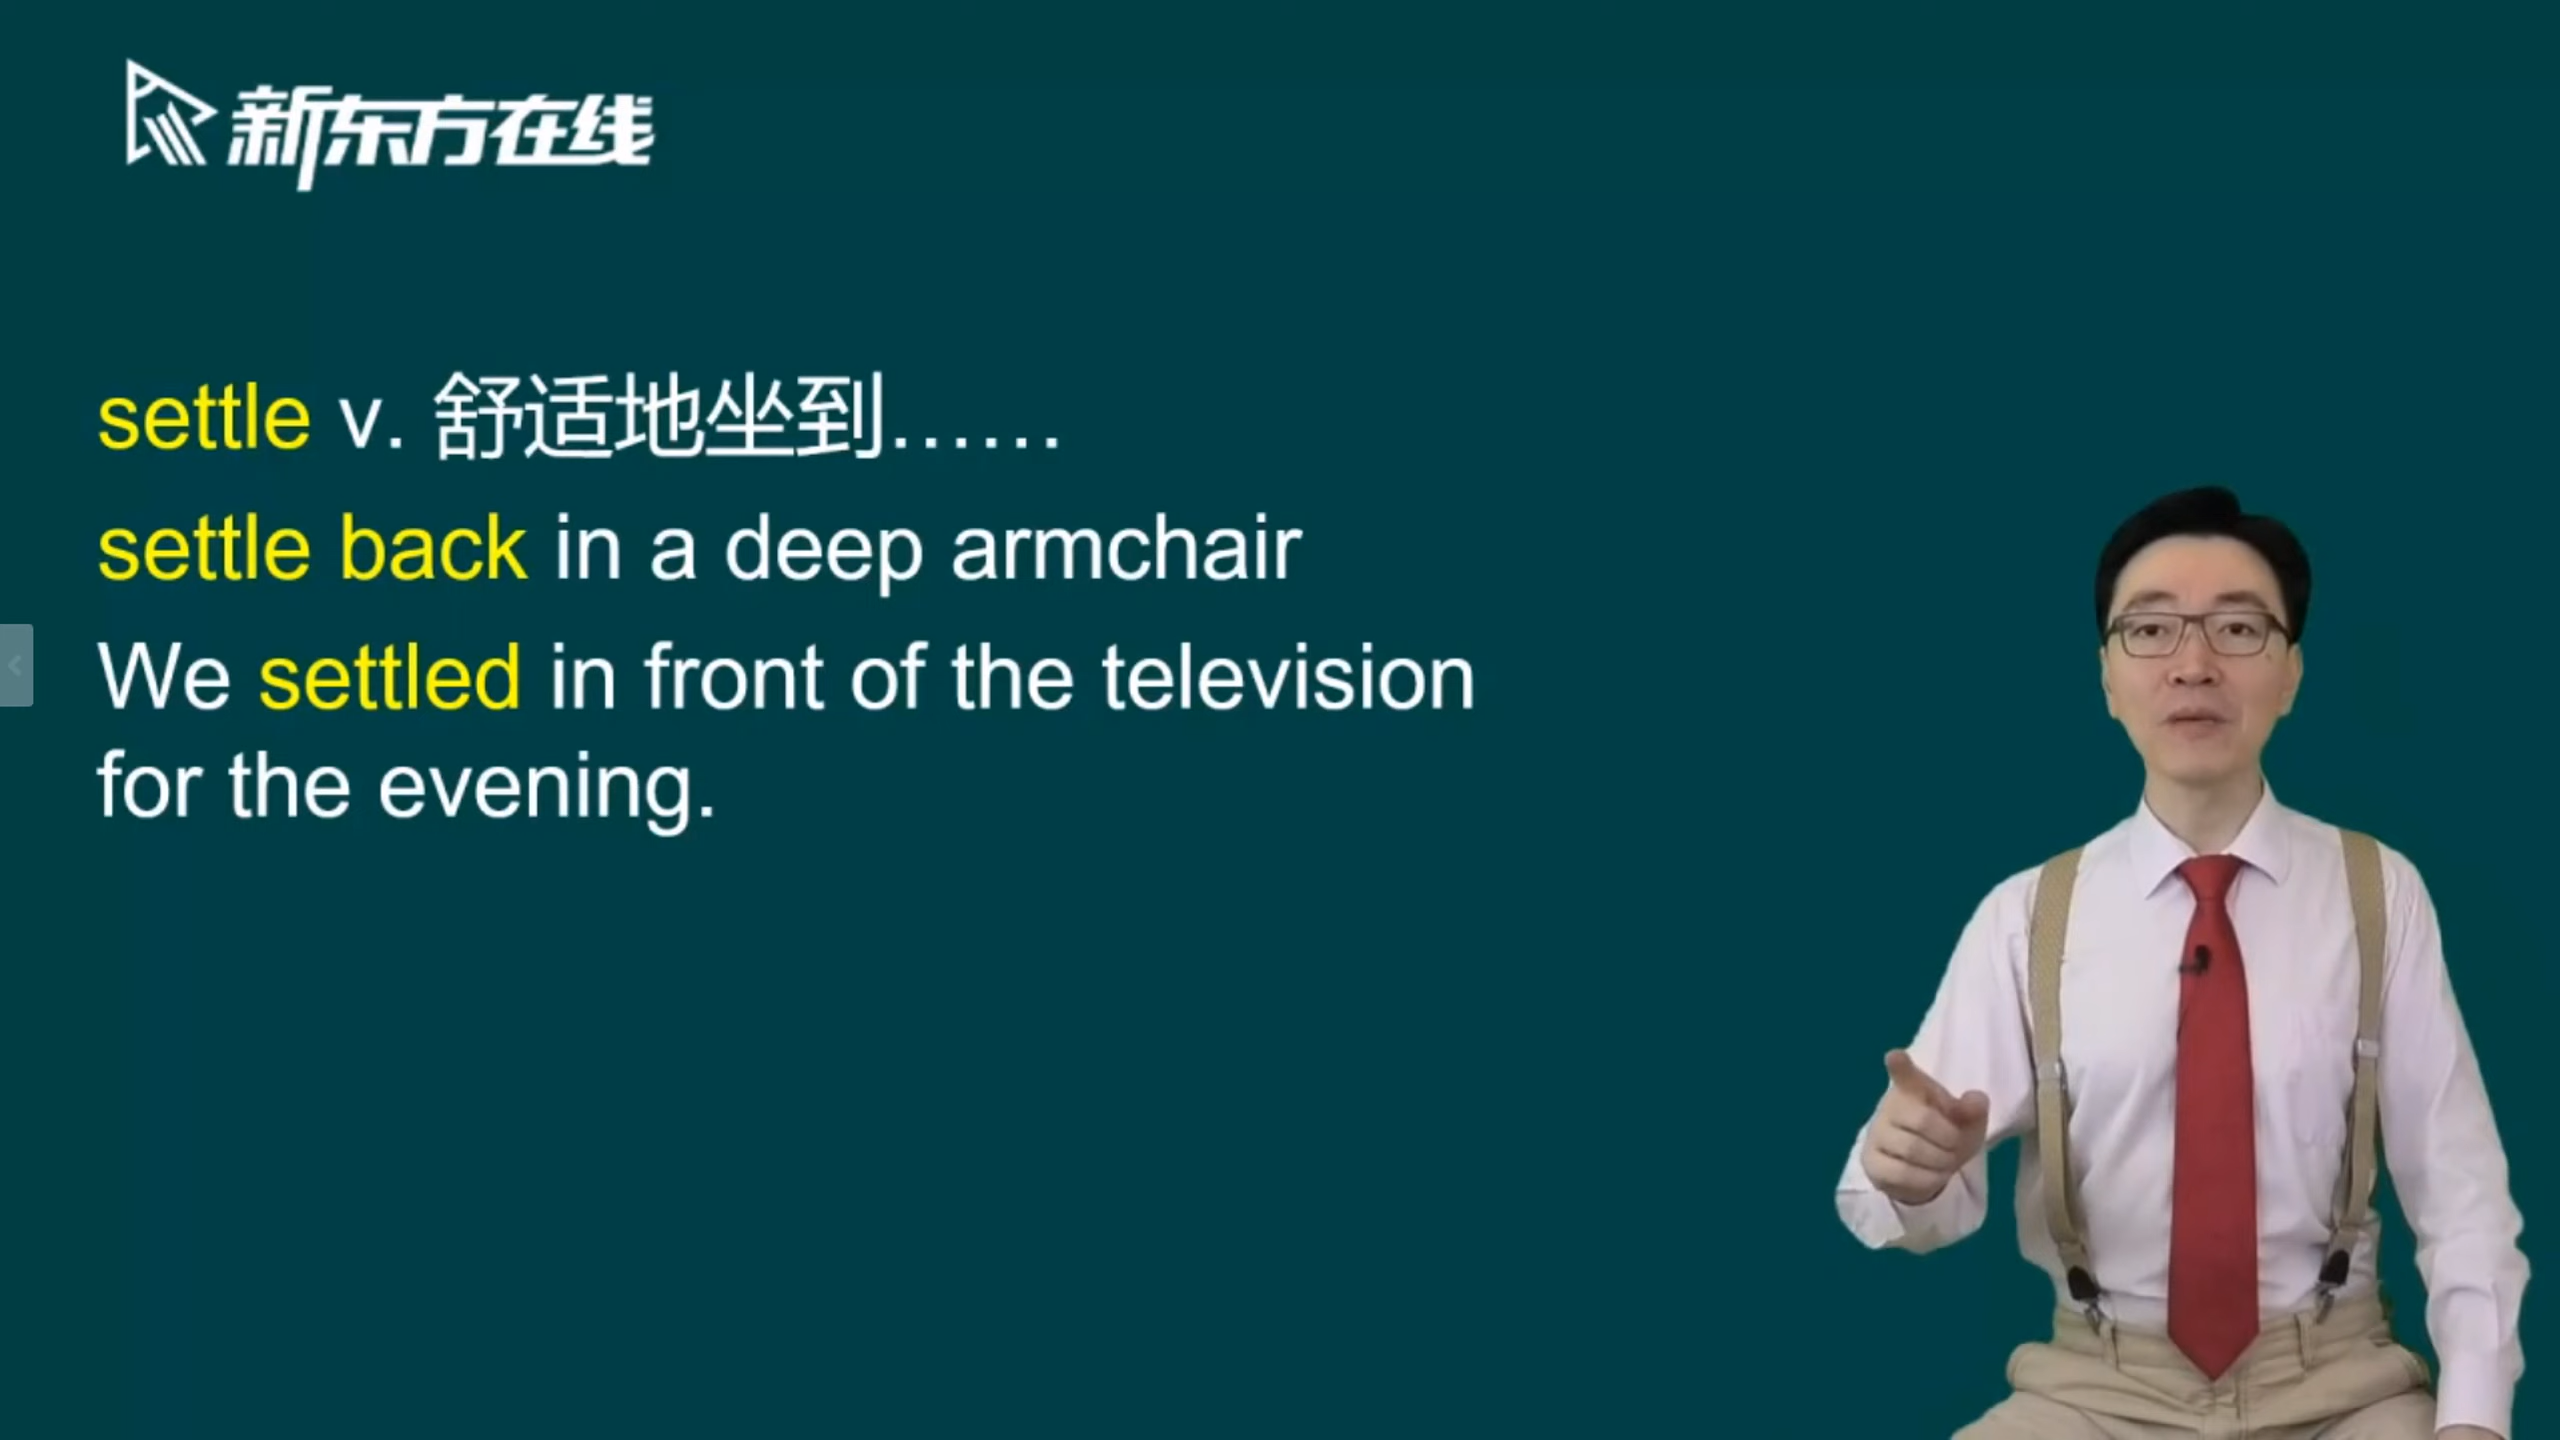 新东方在线
settle v. 舒适地坐到……
settle back in a deep armchair
We settled in front of the television
for the evening.